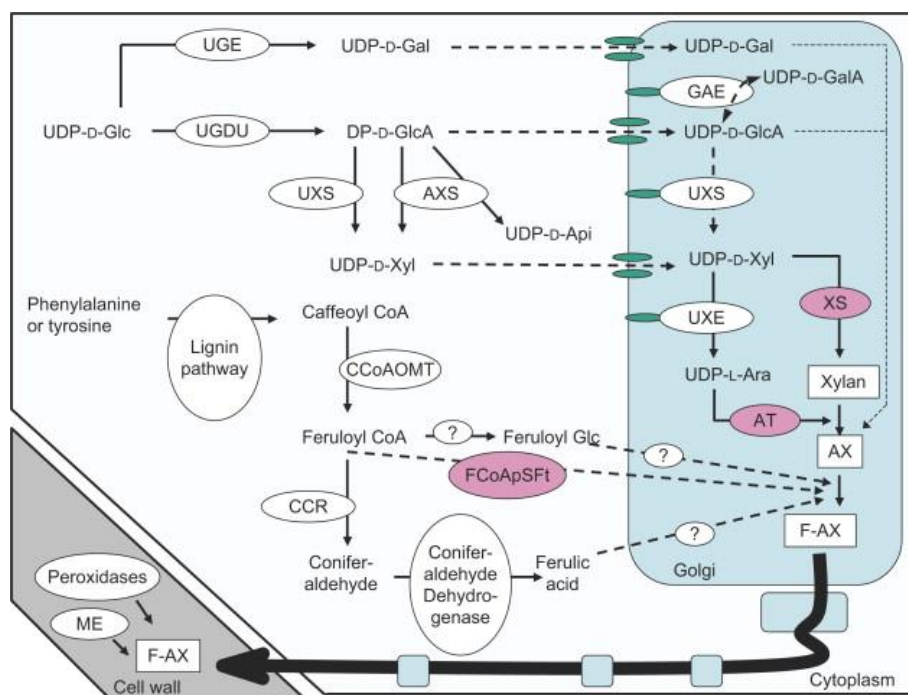 UGE
UDP-D-Gal
UDP-D-Gal
GAE
UDP-D-GalA
UDP-D-Glc
UGDU
DP-D-GlcA
UDP-D-GlcA
UXS
AXS
UXS
UDP-D-Api
UDP-D-Xyl
UDP-D-Xyl
Phenylalanine
or tyrosine
Lignin
pathway
Caffeoyl CoA
UXE
XS
CCoAOMT
UDP-L-Ara
Xylan
AT
Feruloyl CoA
?
Feruloyl Glc
?
AX
FCoApSFt
CCR
Conifer-
aldehyde
Conifer-
aldehyde
Dehydro-
genase
Ferulic
acid
?
F-AX
Golgi
Peroxidases
ME
F-AX
Cell wall
Cytoplasm